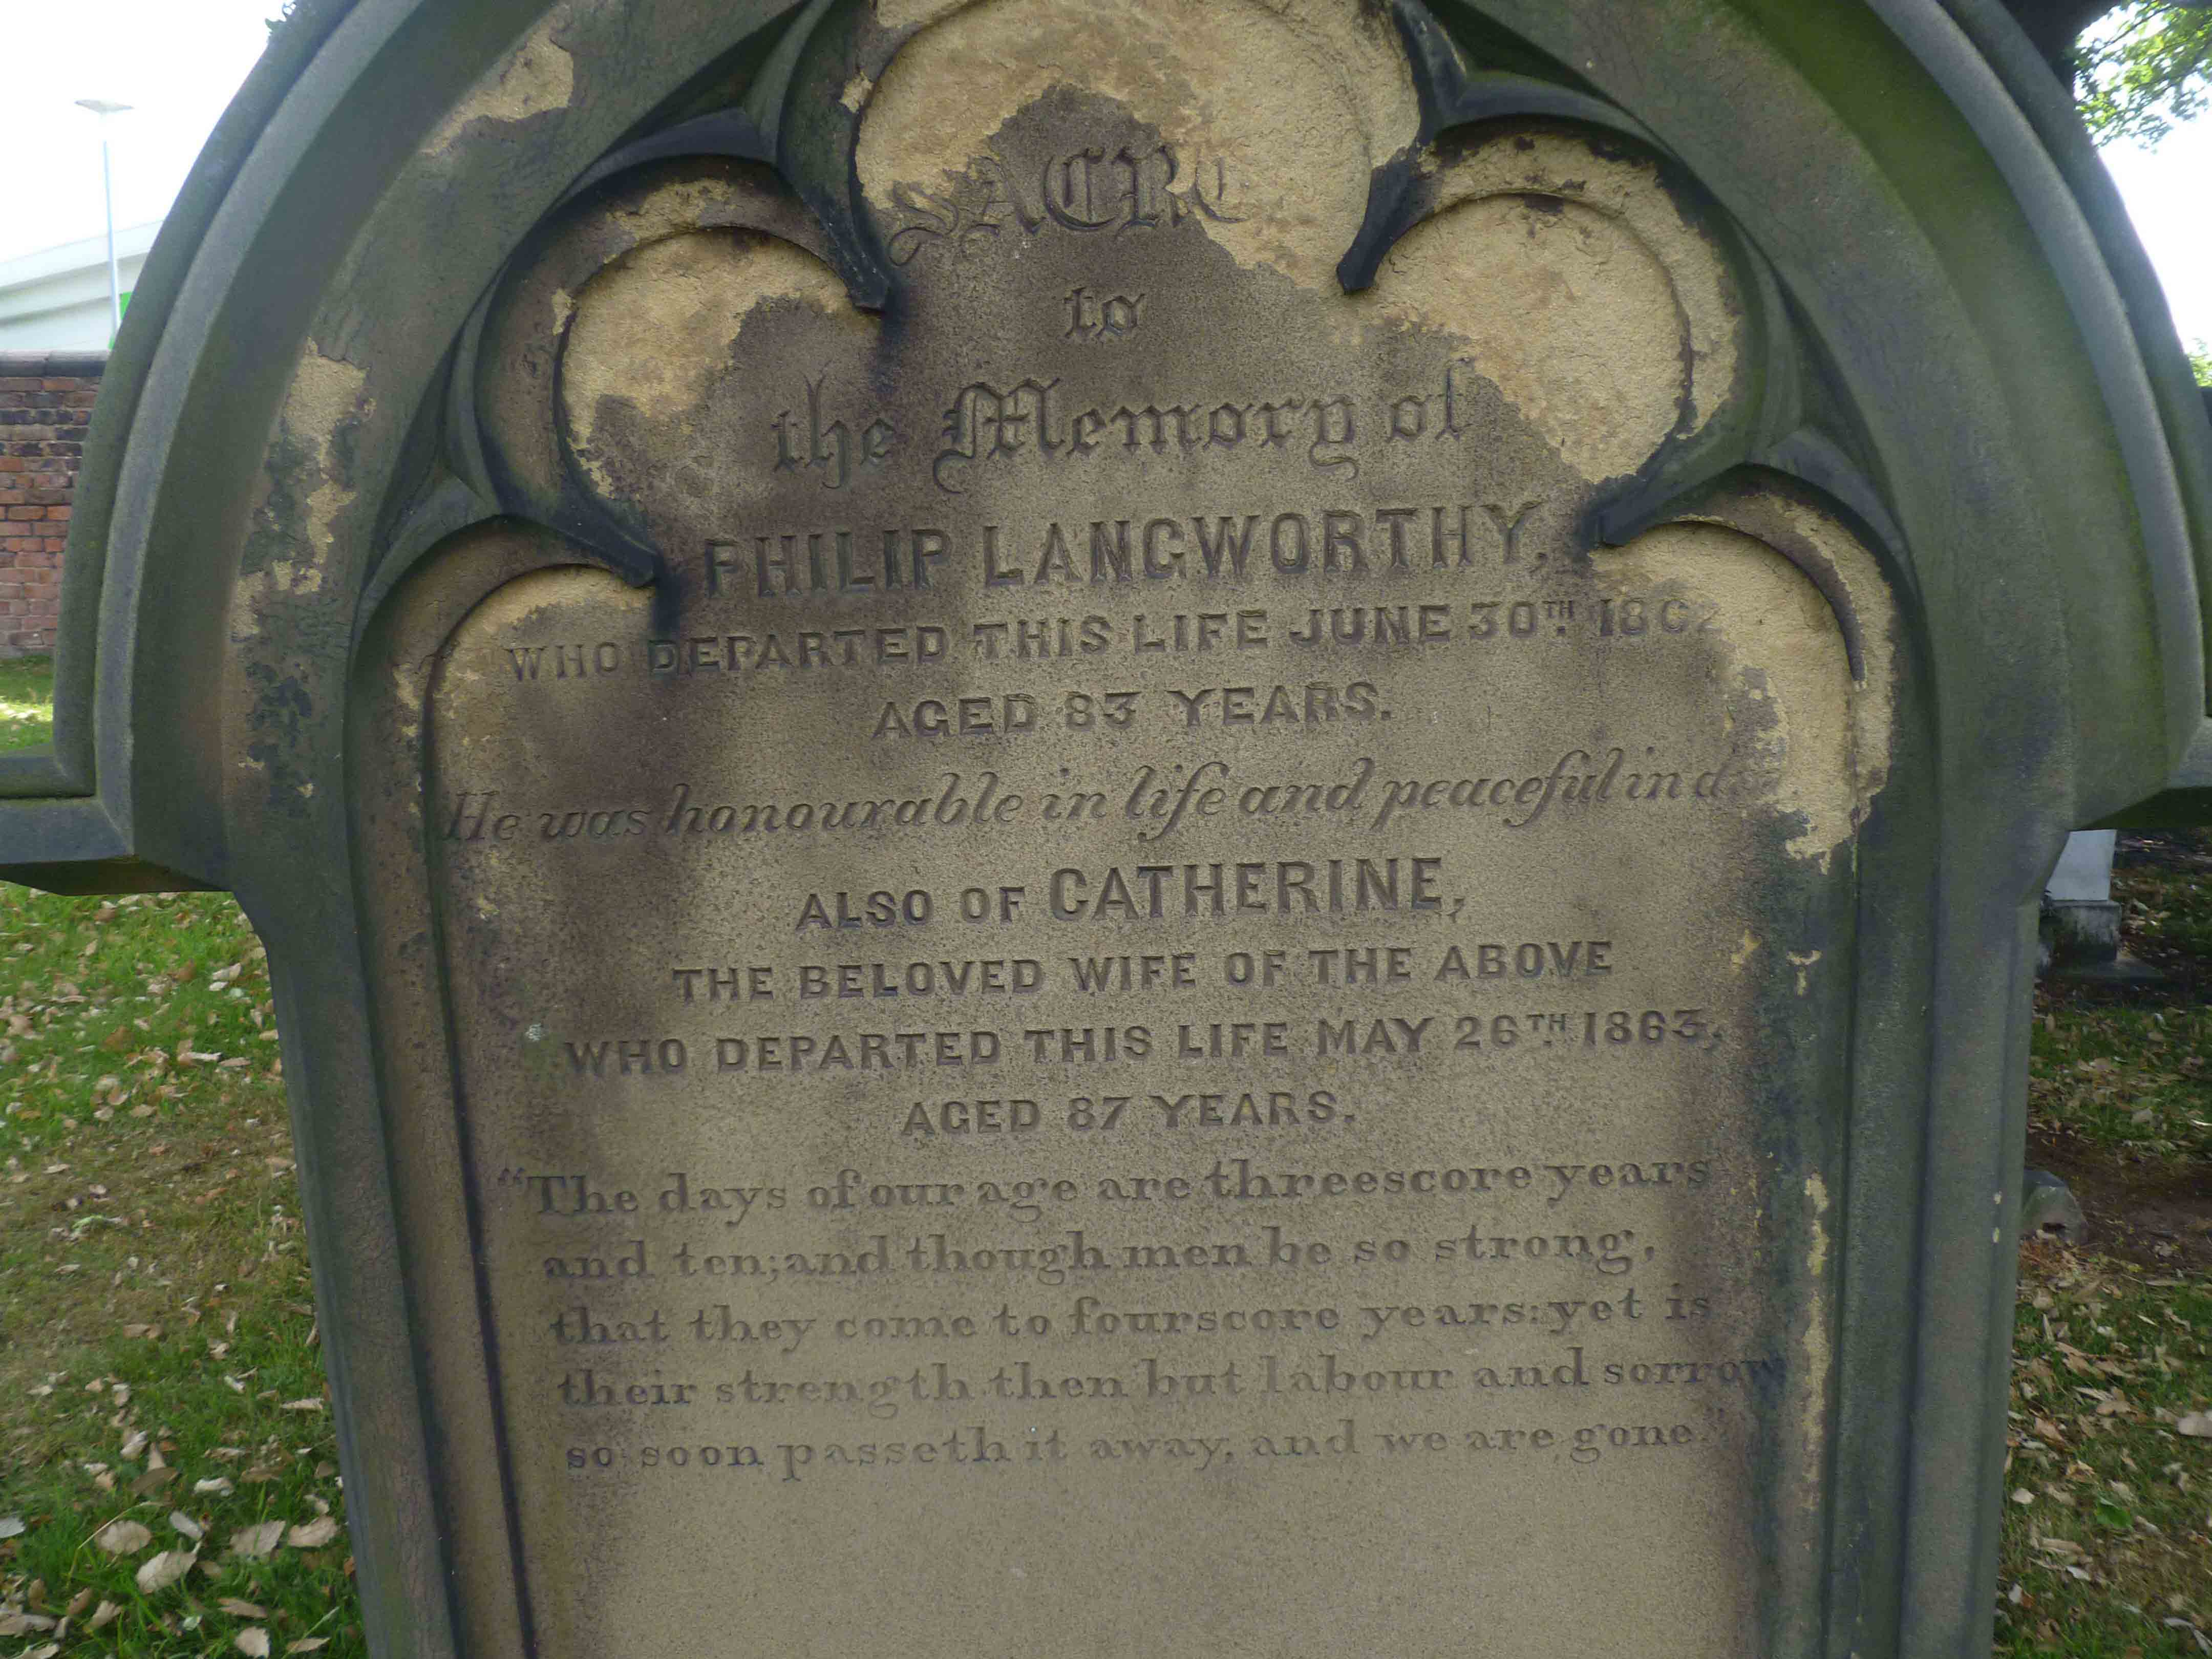 SACRE
to
the Memory of
PHILIP LANGWORTHY,
WHO DEPARTED THIS LIFE JUNE 30TH 1862
AGED 83 YEARS.
He was honourable in life and peaceful in
ALSO OF CATHERINE,
THE BELOVED WIFE OF THE ABOVE
WHO DEPARTED THIS LIFE MAY 26TH 1863,
AGED 87 YEARS.
"The days of our age are threescore years
and ten; and though men be so strong,
that they come to fourscore years: yet is
their strength then but labour and sorrow
so soon passeth it away, and we are gone."